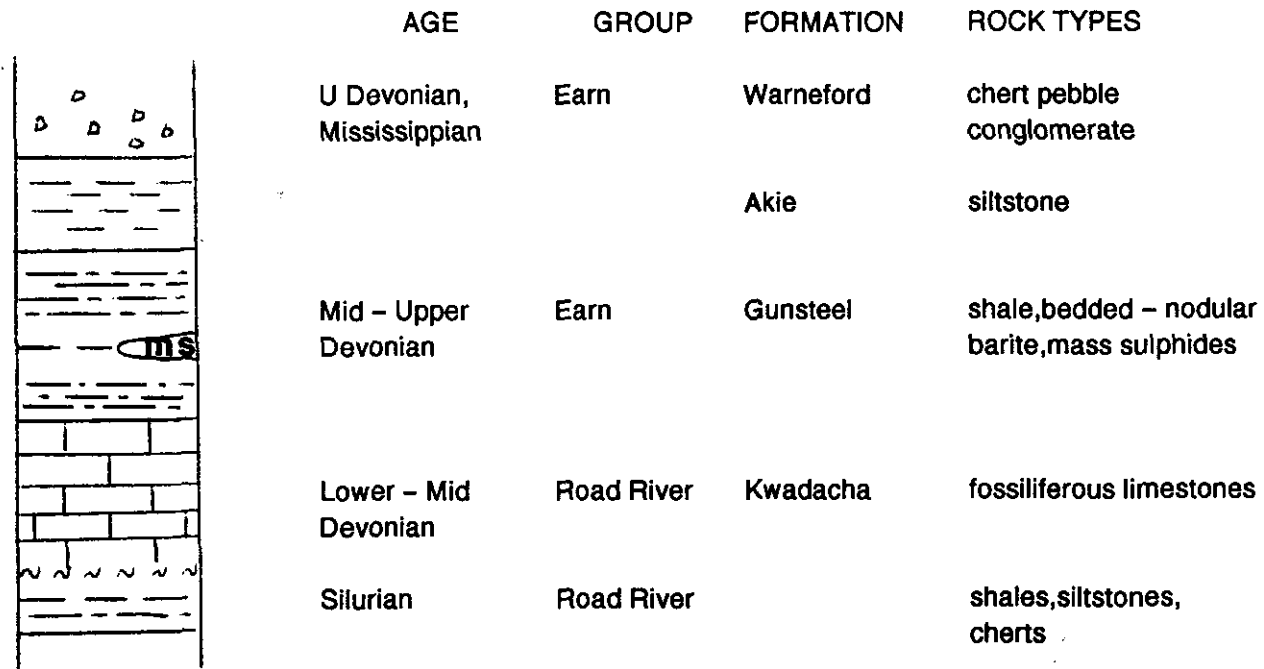 AGE GROUP FORMATION ROCK TYPES
U Devonian, Earn Warneford chert pebble
Mississippian conglomerate
Akie siltstone
Mid – Upper Earn Gunsteel shale,bedded – nodular
Devonian barite,mass sulphides
ms
Lower – Mid Road River Kwadacha fossiliferous limestones
Devonian
Silurian Road River shales,siltstones,
cherts